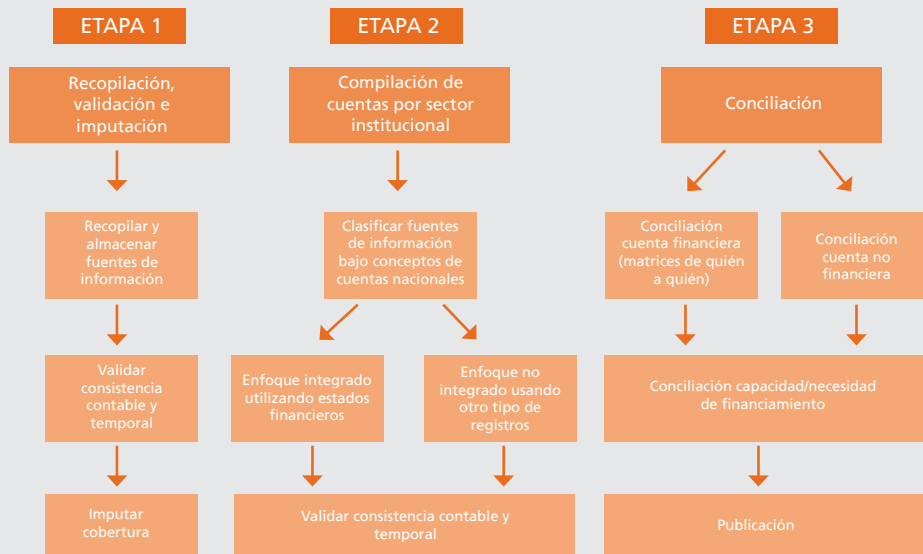 ETAPA 1
Recopilación,
validación e
imputación
Recopilar y
almacenar
fuentes de
información
Validar
consistencia
contable y
temporal
Imputar
cobertura
ETAPA 2
Compilación de
cuentas por sector
institucional
Clasificar fuentes
de información
bajo conceptos de
cuentas nacionales
Enfoque integrado
utilizando estados
financieros
Enfoque no
integrado usando
otro tipo de
registros
Validar consistencia contable y
temporal
ETAPA 3
Conciliación
Conciliación
cuenta financiera
(matrices de quién
a quién)
Conciliación
cuenta no
financiera
Conciliación capacidad/necesidad
de financiamiento
Publicación